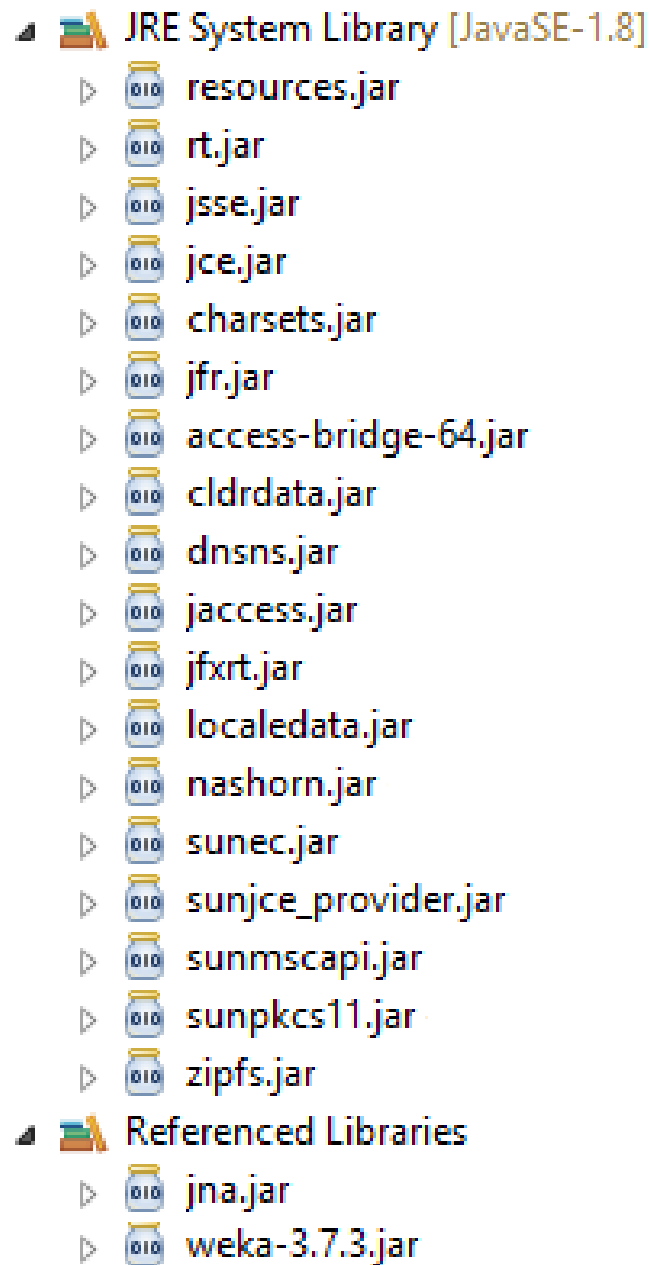 JRE System Library [JavaSE-1.8]
resources.jar
rt.jar
jsse.jar
jce.jar
charsets.jar
jfr.jar
access-bridge-64.jar
cldrdata.jar
dnsns.jar
jaccess.jar
jfxrt.jar
localedata.jar
nashorn.jar
sunec.jar
sunjce_provider.jar
sunmscapi.jar
sunpkcs11.jar
zipfs.jar
Referenced Libraries
jna.jar
weka-3.7.3.jar